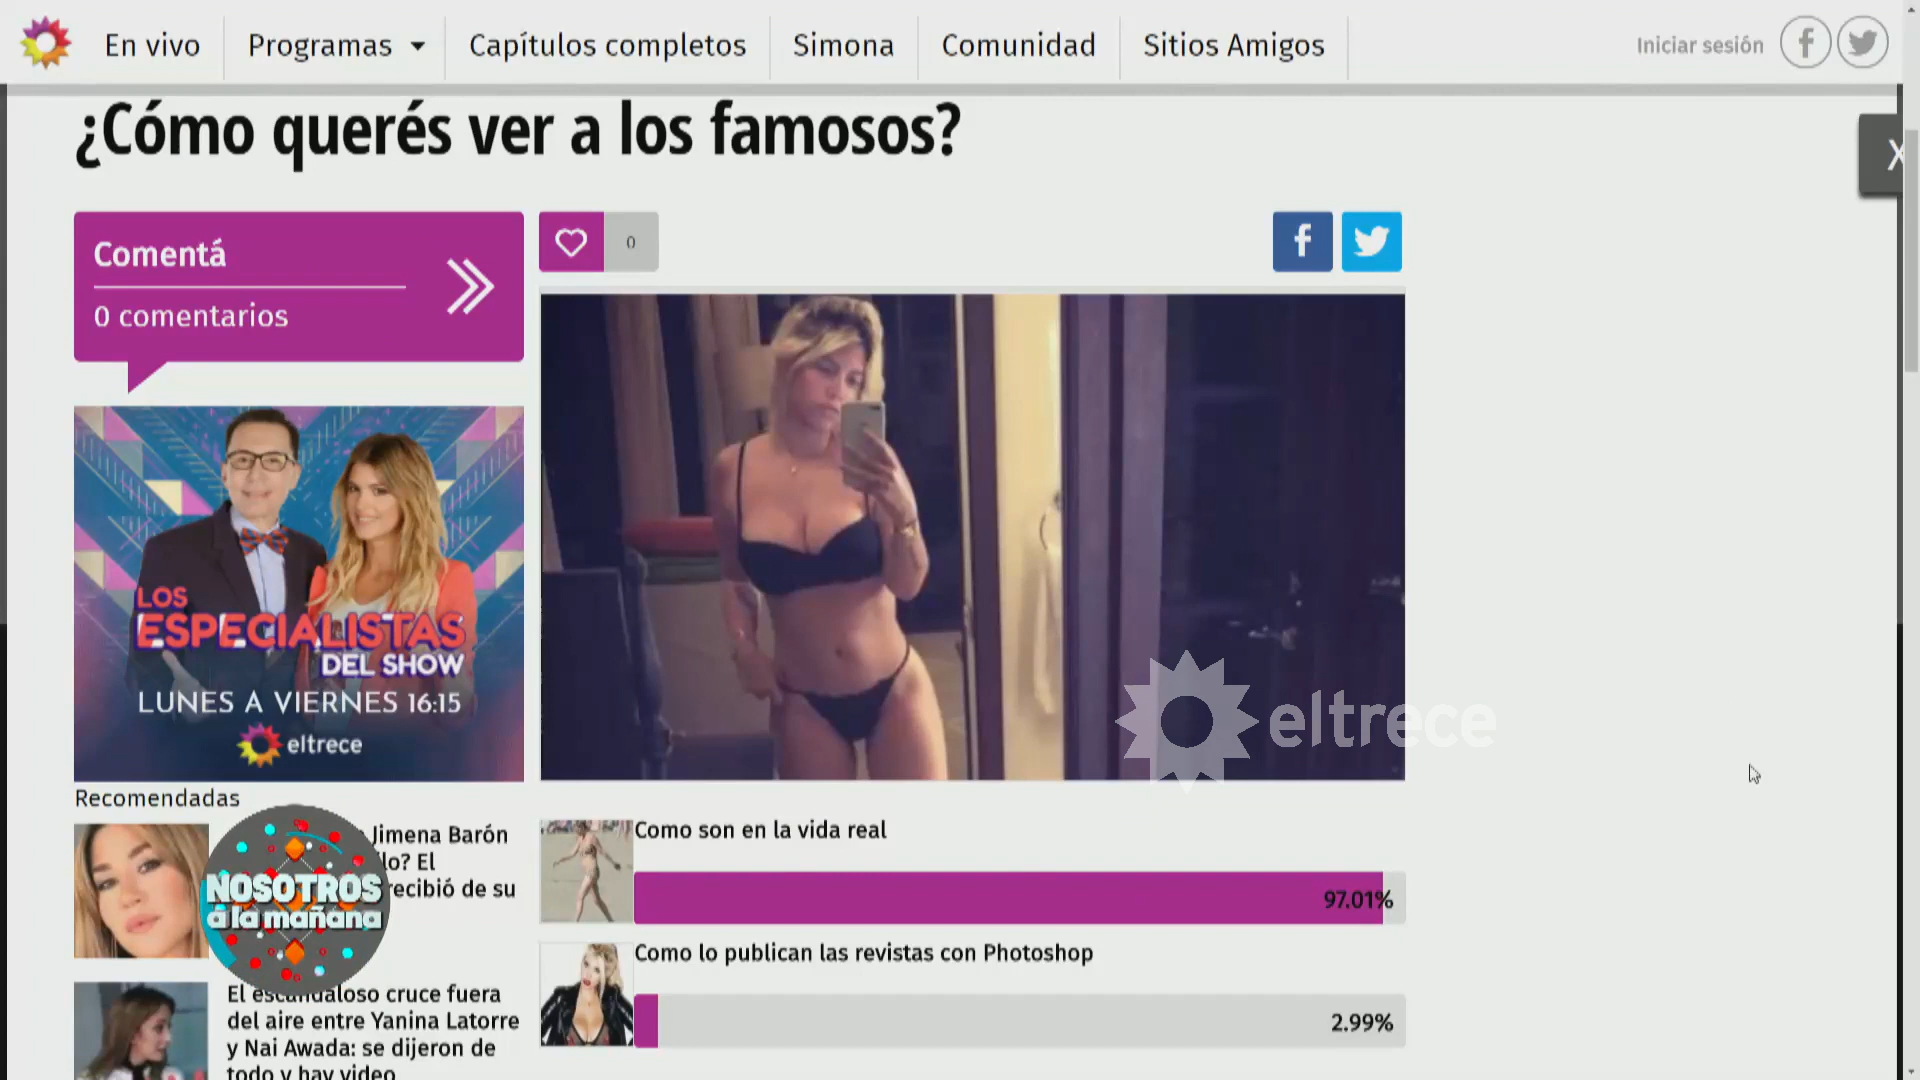 En vivo
Programas
Capítulos completos
Simona
Comunidad
Sitios Amigos
Iniciar sesión
¿Cómo querés ver a los famosos?
X
Comentá
0 comentarios
0
LOS
ESPECIALISTAS
DEL SHOW
LUNES A VIERNES 16:15
eltrece
eltrece
Recomendadas
Jimena Barón
lo? El
recibió de su
NOSOTROS
a la mañana
El escandaloso cruce fuera
del aire entre Yanina Latorre
y Nai Awada: se dijeron de
todo y hay video
Como son en la vida real
97.01%
Como lo publican las revistas con Photoshop
2.99%